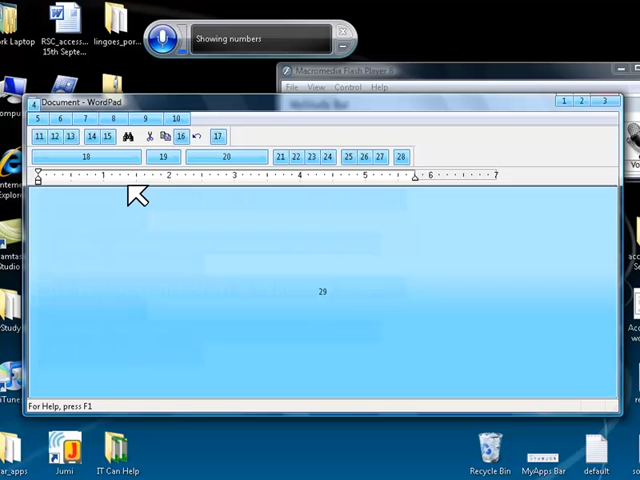 rk Laptop
RSC_access...
15th Septe...
lingoes_por...
Showing numbers
Macromedia Flash Player 8
File View Control Help
4 Document - WordPad 1 2 3
5 6 7 8 9 10
11 12 13 14 15 16 17
18 19 20 21 22 23 24 25 26 27 28
1 2 3 4 5 6 7
29
For Help, press F1
Jumi
IT Can Help
Recycle Bin
MyApps Bar
default